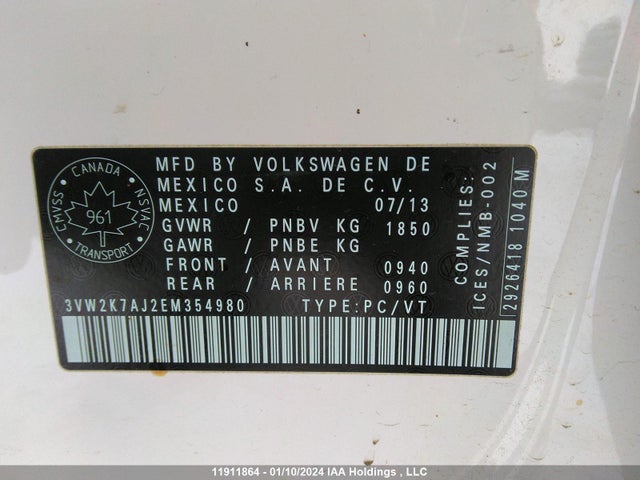 CANADA
CMVSS
NSVAC
961
TRANSPORT
MFD BY VOLKSWAGEN DE
MEXICO S.A. DE C.V.
MEXICO 07/13
GVWR / PNBV KG 1850
GAWR / PNBE KG
FRONT / AVANT 0940
REAR / ARRIERE 0960
3VW2K7AJ2EM354980 TYPE:PC/VT
COMPLIES:
ICES/NMB-002
29264181040 M
11911864 - 01/10/2024 IAA Holdings , LLC